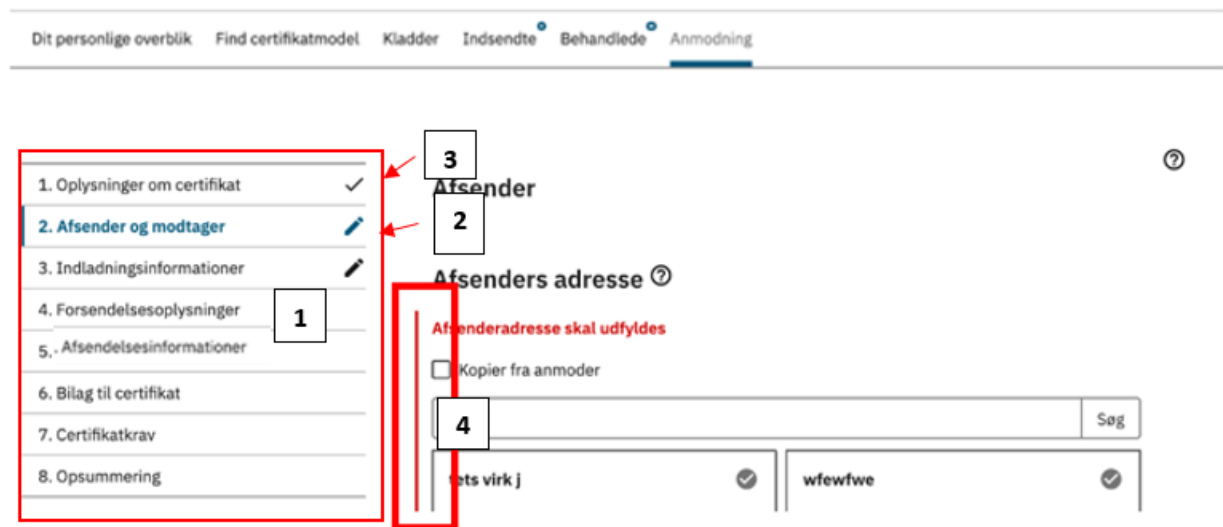 Dit personlige overblik Find certifikatmodel Kladder Indsendte Behandlede Anmodning
1. Oplysninger om certifikat
2. Afsender og modtager
3. Indladningsinformationer
4. Forsendelsesoplysninger
5. . Afsendelsesinformationer
6. Bilag til certifikat
7. Certifikatkrav
8. Opsummering
1
3
2
Afsender
Afsenders adresse
Afsenderadresse skal udfyldes
Kopier fra anmoder
4
Søg
tets virk j
wfewfwe